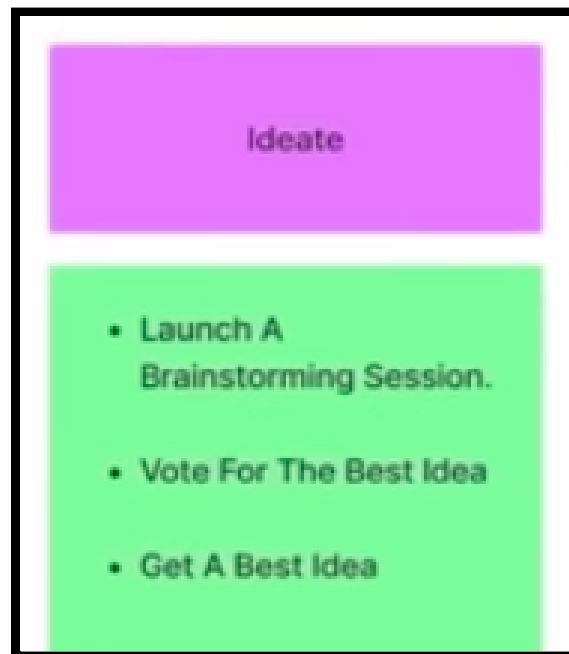 Ideate
• Launch A
Brainstorming Session.
• Vote For The Best Idea
• Get A Best Idea